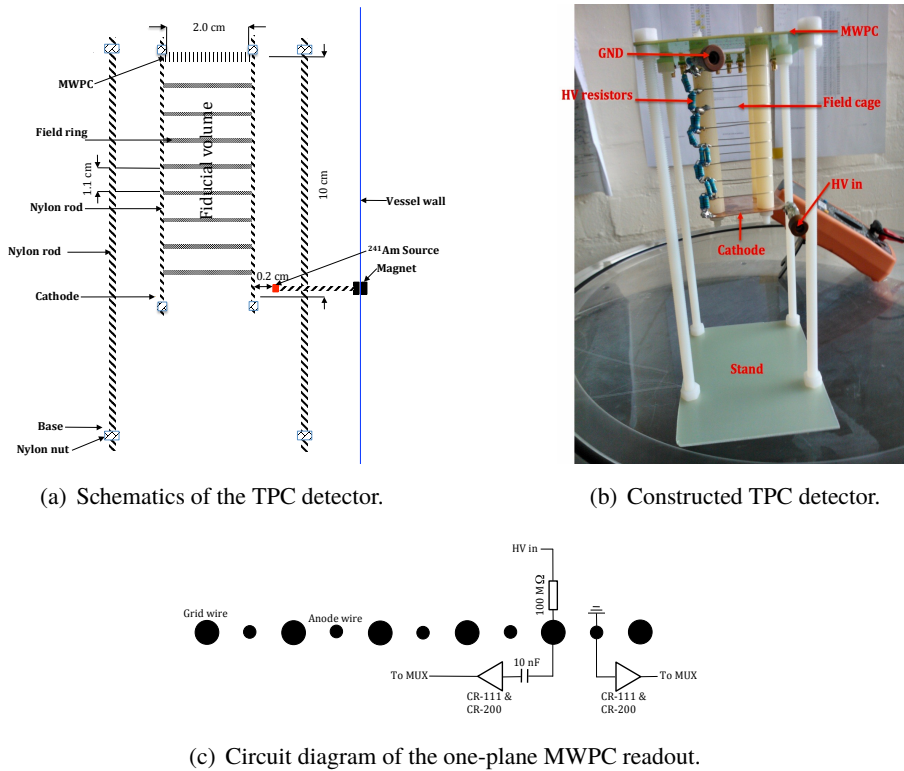 2.0 cm
MWPC
Field ring
1.1 cm
Fiducial volume
10 cm
Nylon rod
Vessel wall
Nylon rod
²⁴¹Am Source
0.2 cm
Magnet
Cathode
Base
Nylon nut
(a) Schematics of the TPC detector.
MWPC
GND
HV resistors
Field cage
HV in
Cathode
Stand
(b) Constructed TPC detector.
HV in
100 MΩ
Grid wire
Anode wire
10 nF
To MUX
To MUX
CR-111 &
CR-200
CR-111 &
CR-200
(c) Circuit diagram of the one-plane MWPC readout.